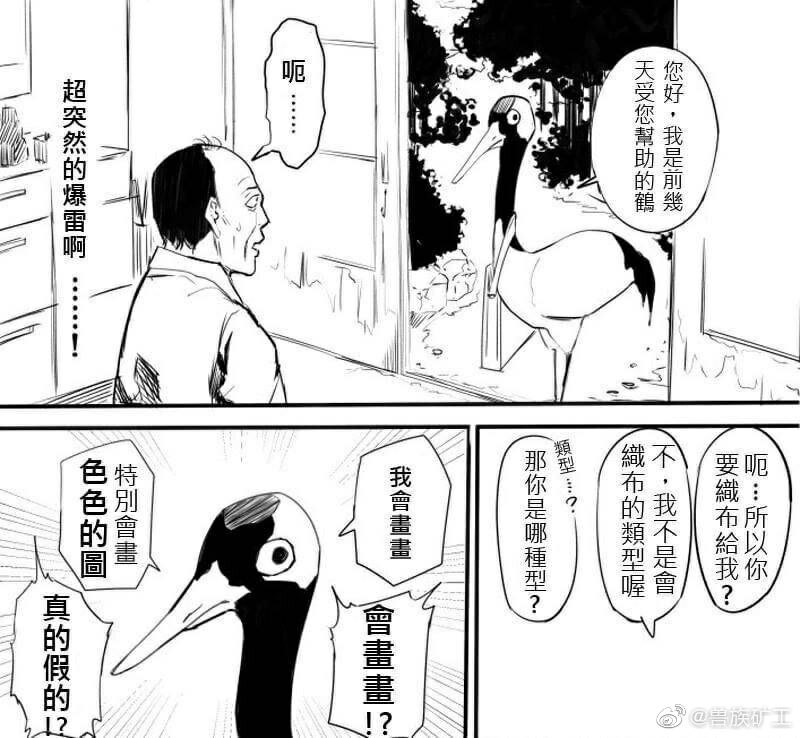 您好，我是前幾
天受您幫助的鶴
呃……
超突然的爆雷啊……！
呃…所以你
要織布給我？
不，我不是會
織布的類型喔
類型…？
那你是哪種型？
我會畫畫
會畫畫!?
特別會畫
色色的圖
真的假的!?
@兽族矿工